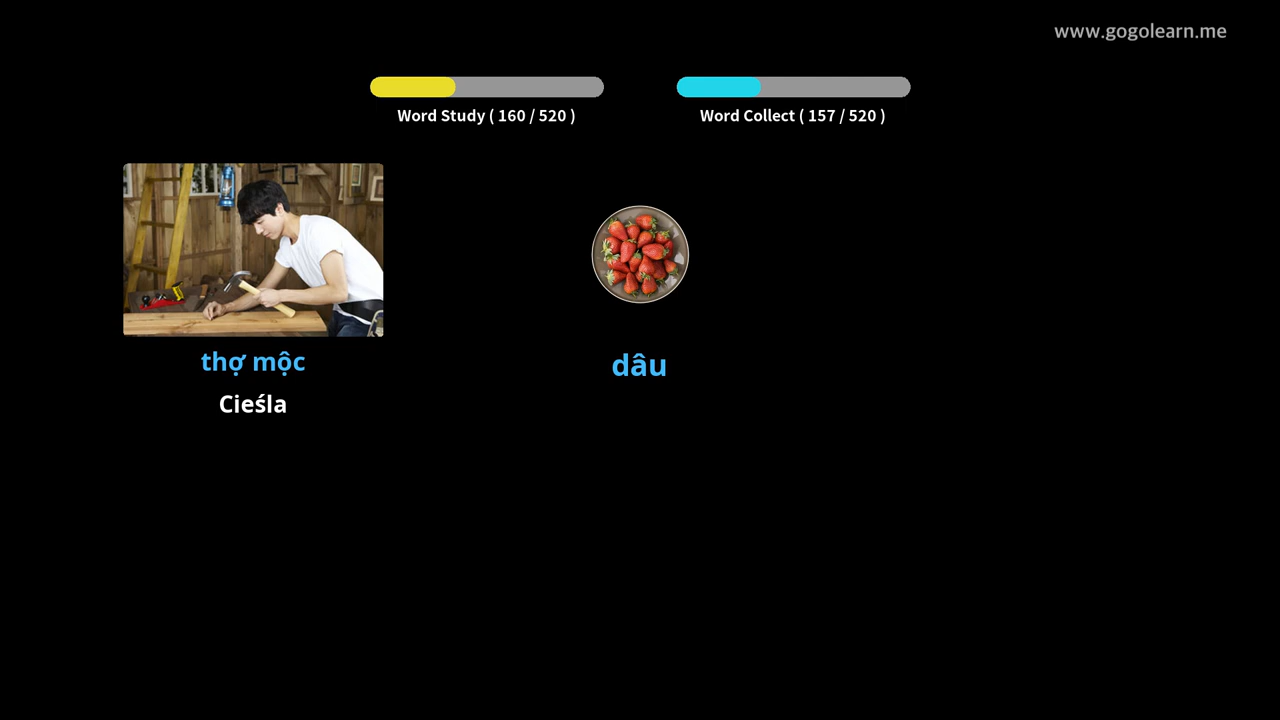 www.gogolearn.me
Word Study ( 160 / 520 )
Word Collect ( 157 / 520 )
thợ mộc
Cieśla
dâu